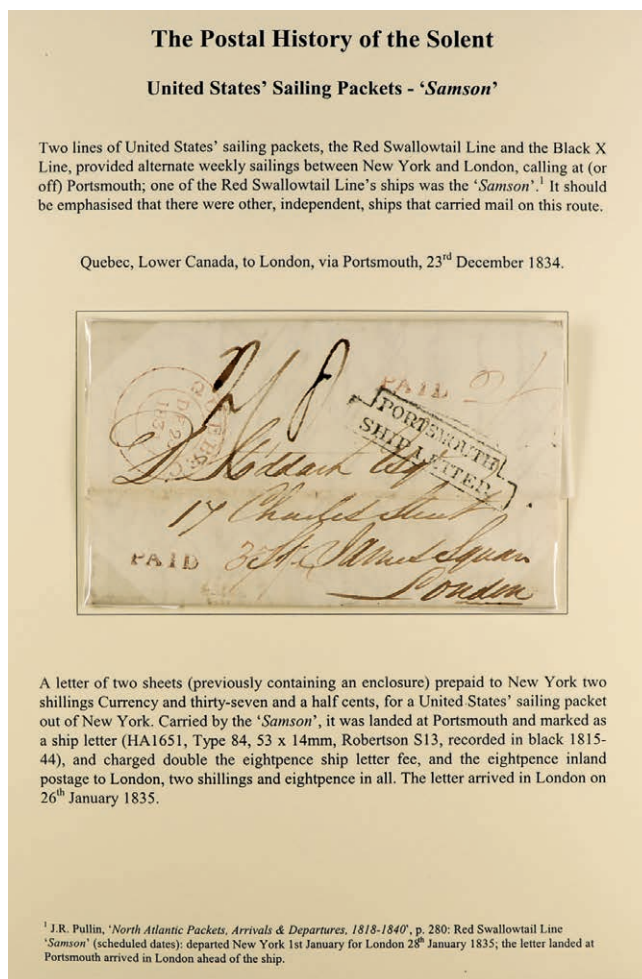 The Postal History of the Solent
United States' Sailing Packets - 'Samson'
Two lines of United States' sailing packets, the Red Swallowtail Line and the Black X
Line, provided alternate weekly sailings between New York and London, calling at (or
off) Portsmouth; one of the Red Swallowtail Line's ships was the 'Samson'.1 It should
be emphasised that there were other, independent, ships that carried mail on this route.
Quebec, Lower Canada, to London, via Portsmouth, 23rd December 1834.
2/8
PAID
PORTSMOUTH
SHIP LETTER
D. Stoddart Esqr
17 Charles Street
PAID
St. James Square
London
A letter of two sheets (previously containing an enclosure) prepaid to New York two
shillings Currency and thirty-seven and a half cents, for a United States' sailing packet
out of New York. Carried by the 'Samson', it was landed at Portsmouth and marked as
a ship letter (HA1651, Type 84, 53 x 14mm, Robertson S13, recorded in black 1815-
44), and charged double the eightpence ship letter fee, and the eightpence inland
postage to London, two shillings and eightpence in all. The letter arrived in London on
26th January 1835.
1 J.R. Pullin, 'North Atlantic Packets, Arrivals & Departures, 1818-1840', p. 280: Red Swallowtail Line
'Samson' (scheduled dates): departed New York 1st January for London 28th January 1835; the letter landed at
Portsmouth arrived in London ahead of the ship.